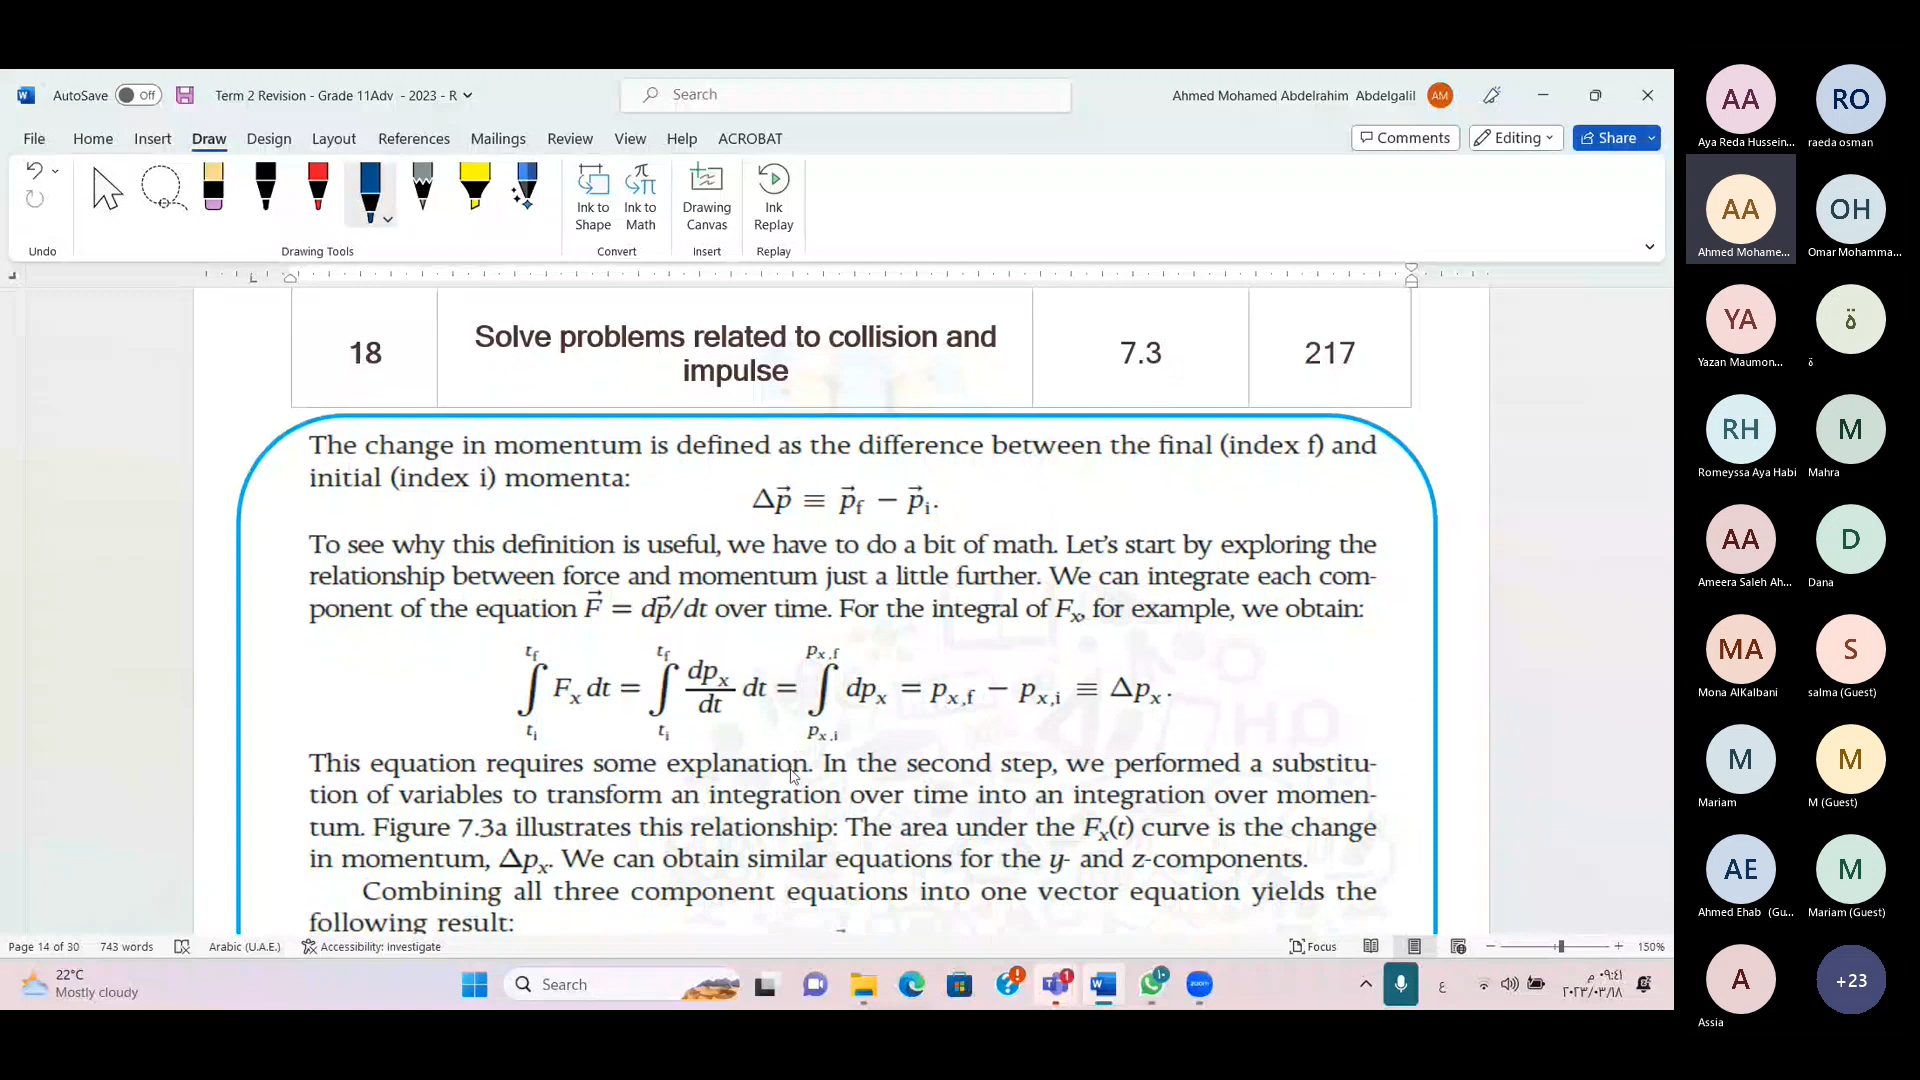 AutoSave Off Term 2 Revision - Grade 11Adv - 2023 - R Search Ahmed Mohamed Abdelrahim Abdelgalil AM
File Home Insert Draw Design Layout References Mailings Review View Help ACROBAT Comments Editing Share
Ink to Shape Ink to Math Drawing Canvas Ink Replay
Undo Drawing Tools Convert Insert Replay
18 Solve problems related to collision and impulse 7.3 217
The change in momentum is defined as the difference between the final (index f) and
initial (index i) momenta:
Δp⃗ ≡ p⃗f − p⃗i.
To see why this definition is useful, we have to do a bit of math. Let's start by exploring the
relationship between force and momentum just a little further. We can integrate each com-
ponent of the equation F⃗ = dp⃗/dt over time. For the integral of Fx, for example, we obtain:
∫_{ti}^{tf} Fx dt = ∫_{ti}^{tf} dpx/dt dt = ∫_{px,i}^{px,f} dpx = px,f − px,i ≡ Δpx.
This equation requires some explanation. In the second step, we performed a substitu-
tion of variables to transform an integration over time into an integration over momen-
tum. Figure 7.3a illustrates this relationship: The area under the Fx(t) curve is the change
in momentum, Δpx. We can obtain similar equations for the y- and z-components.
Combining all three component equations into one vector equation yields the
following result:
Page 14 of 30 743 words Arabic (U.A.E.) Accessibility: Investigate Focus 150%
22°C
Mostly cloudy
Search
ع
٠٩:٤١ م
٢٠٢٣/٠٣/١٨
AA RO
Aya Reda Hussein... raeda osman
AA OH
Ahmed Mohame... Omar Mohamma...
YA ة
Yazan Maumon... ة
RH M
Romeyssa Aya Habi Mahra
AA D
Ameera Saleh Ah... Dana
MA S
Mona AlKalbani salma (Guest)
M M
Mariam M (Guest)
AE M
Ahmed Ehab (Gu... Mariam (Guest)
A +23
Assia